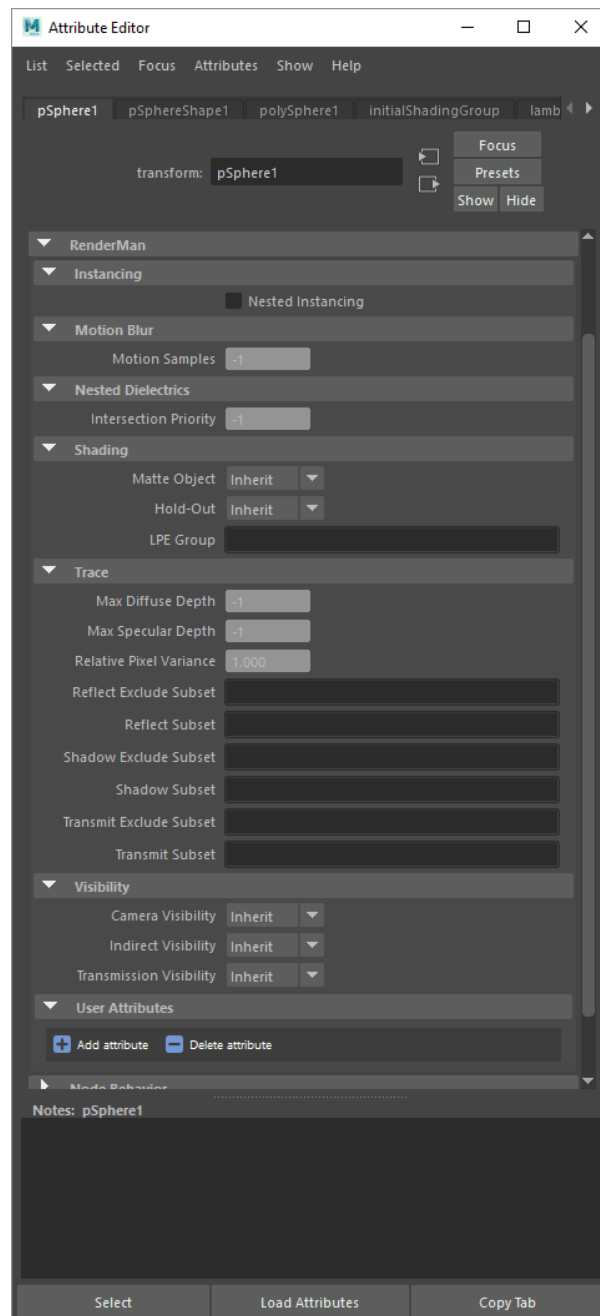 Attribute Editor
List Selected Focus Attributes Show Help
pSphere1 pSphereShape1 polySphere1 initialShadingGroup lamb
transform: pSphere1
Focus
Presets
Show Hide
RenderMan
Instancing
Nested Instancing
Motion Blur
Motion Samples -1
Nested Dielectrics
Intersection Priority -1
Shading
Matte Object Inherit
Hold-Out Inherit
LPE Group
Trace
Max Diffuse Depth -1
Max Specular Depth -1
Relative Pixel Variance 1.000
Reflect Exclude Subset
Reflect Subset
Shadow Exclude Subset
Shadow Subset
Transmit Exclude Subset
Transmit Subset
Visibility
Camera Visibility Inherit
Indirect Visibility Inherit
Transmission Visibility Inherit
User Attributes
Add attribute Delete attribute
Node Behavior
Notes: pSphere1
Select Load Attributes Copy Tab